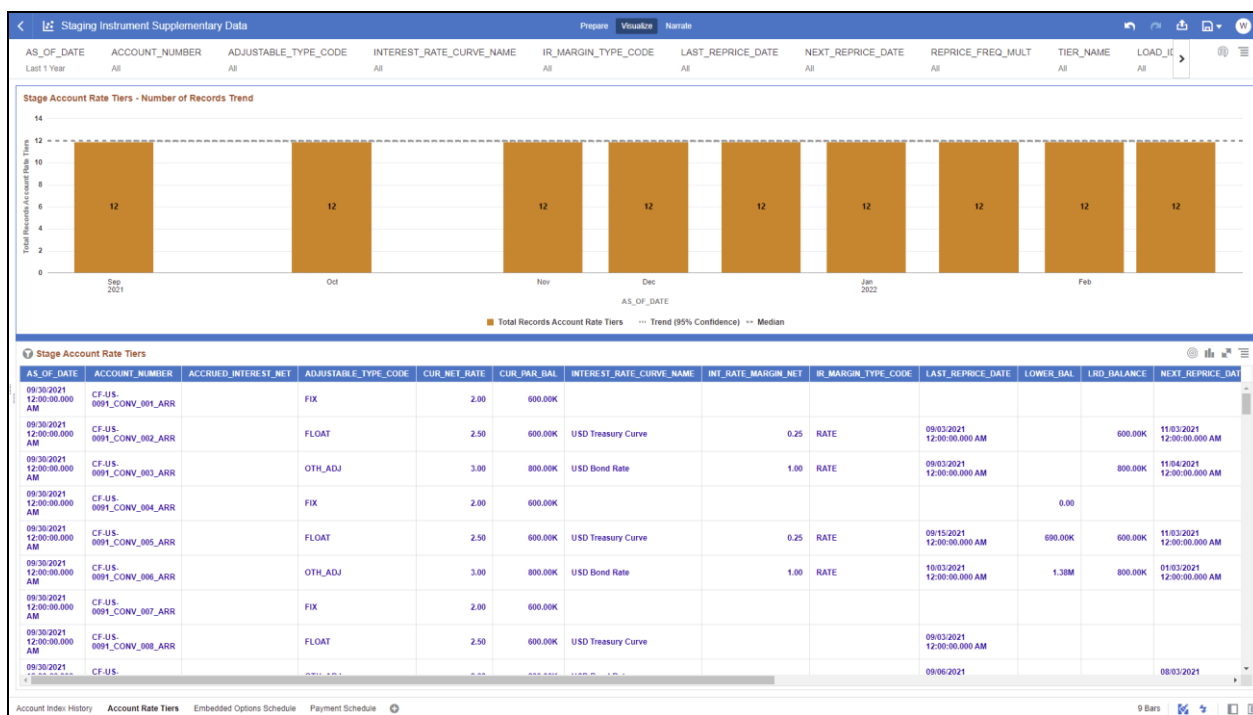 Staging Instrument Supplementary Data
Prepare Visualize Narrate
W
AS_OF_DATE ACCOUNT_NUMBER ADJUSTABLE_TYPE_CODE INTEREST_RATE_CURVE_NAME IR_MARGIN_TYPE_CODE LAST_REPRICE_DATE NEXT_REPRICE_DATE REPRICE_FREQ_MULT TIER_NAME LOAD_ID
Last 1 Year All All All All All All All All All
Stage Account Rate Tiers - Number of Records Trend
Total Records Account Rate Tiers
14
12
10
8
6
4
2
0
12 12 12 12 12 12 12 12 12
Sep Oct Nov Dec Jan Feb
2021 2022
AS_OF_DATE
Total Records Account Rate Tiers Trend (95% Confidence) Median
Stage Account Rate Tiers
AS_OF_DATE ACCOUNT_NUMBER ACCRUED_INTEREST_NET ADJUSTABLE_TYPE_CODE CUR_NET_RATE CUR_PAR_BAL INTEREST_RATE_CURVE_NAME INT_RATE_MARGIN_NET IR_MARGIN_TYPE_CODE LAST_REPRICE_DATE LOWER_BAL LRD_BALANCE NEXT_REPRICE_DAT
09/30/2021 12:00:00.000 AM CF-US-0091_CONV_001_ARR FIX 2.00 600.00K
09/30/2021 12:00:00.000 AM CF-US-0091_CONV_002_ARR FLOAT 2.50 600.00K USD Treasury Curve 0.25 RATE 09/03/2021 12:00:00.000 AM 600.00K 11/03/2021 12:00:00.000 AM
09/30/2021 12:00:00.000 AM CF-US-0091_CONV_003_ARR OTH_ADJ 3.00 800.00K USD Bond Rate 1.00 RATE 09/03/2021 12:00:00.000 AM 800.00K 11/04/2021 12:00:00.000 AM
09/30/2021 12:00:00.000 AM CF-US-0091_CONV_004_ARR FIX 2.00 600.00K 0.00
09/30/2021 12:00:00.000 AM CF-US-0091_CONV_005_ARR FLOAT 2.50 600.00K USD Treasury Curve 0.25 RATE 09/15/2021 12:00:00.000 AM 690.00K 600.00K 11/03/2021 12:00:00.000 AM
09/30/2021 12:00:00.000 AM CF-US-0091_CONV_006_ARR OTH_ADJ 3.00 800.00K USD Bond Rate 1.00 RATE 10/03/2021 12:00:00.000 AM 1.38M 800.00K 01/03/2021 12:00:00.000 AM
09/30/2021 12:00:00.000 AM CF-US-0091_CONV_007_ARR FIX 2.00 600.00K
09/30/2021 12:00:00.000 AM CF-US-0091_CONV_008_ARR FLOAT 2.50 600.00K USD Treasury Curve 09/03/2021 12:00:00.000 AM
09/30/2021 CF-US- 09/06/2021 08/03/2021
Account Index History Account Rate Tiers Embedded Options Schedule Payment Schedule 9 Bars